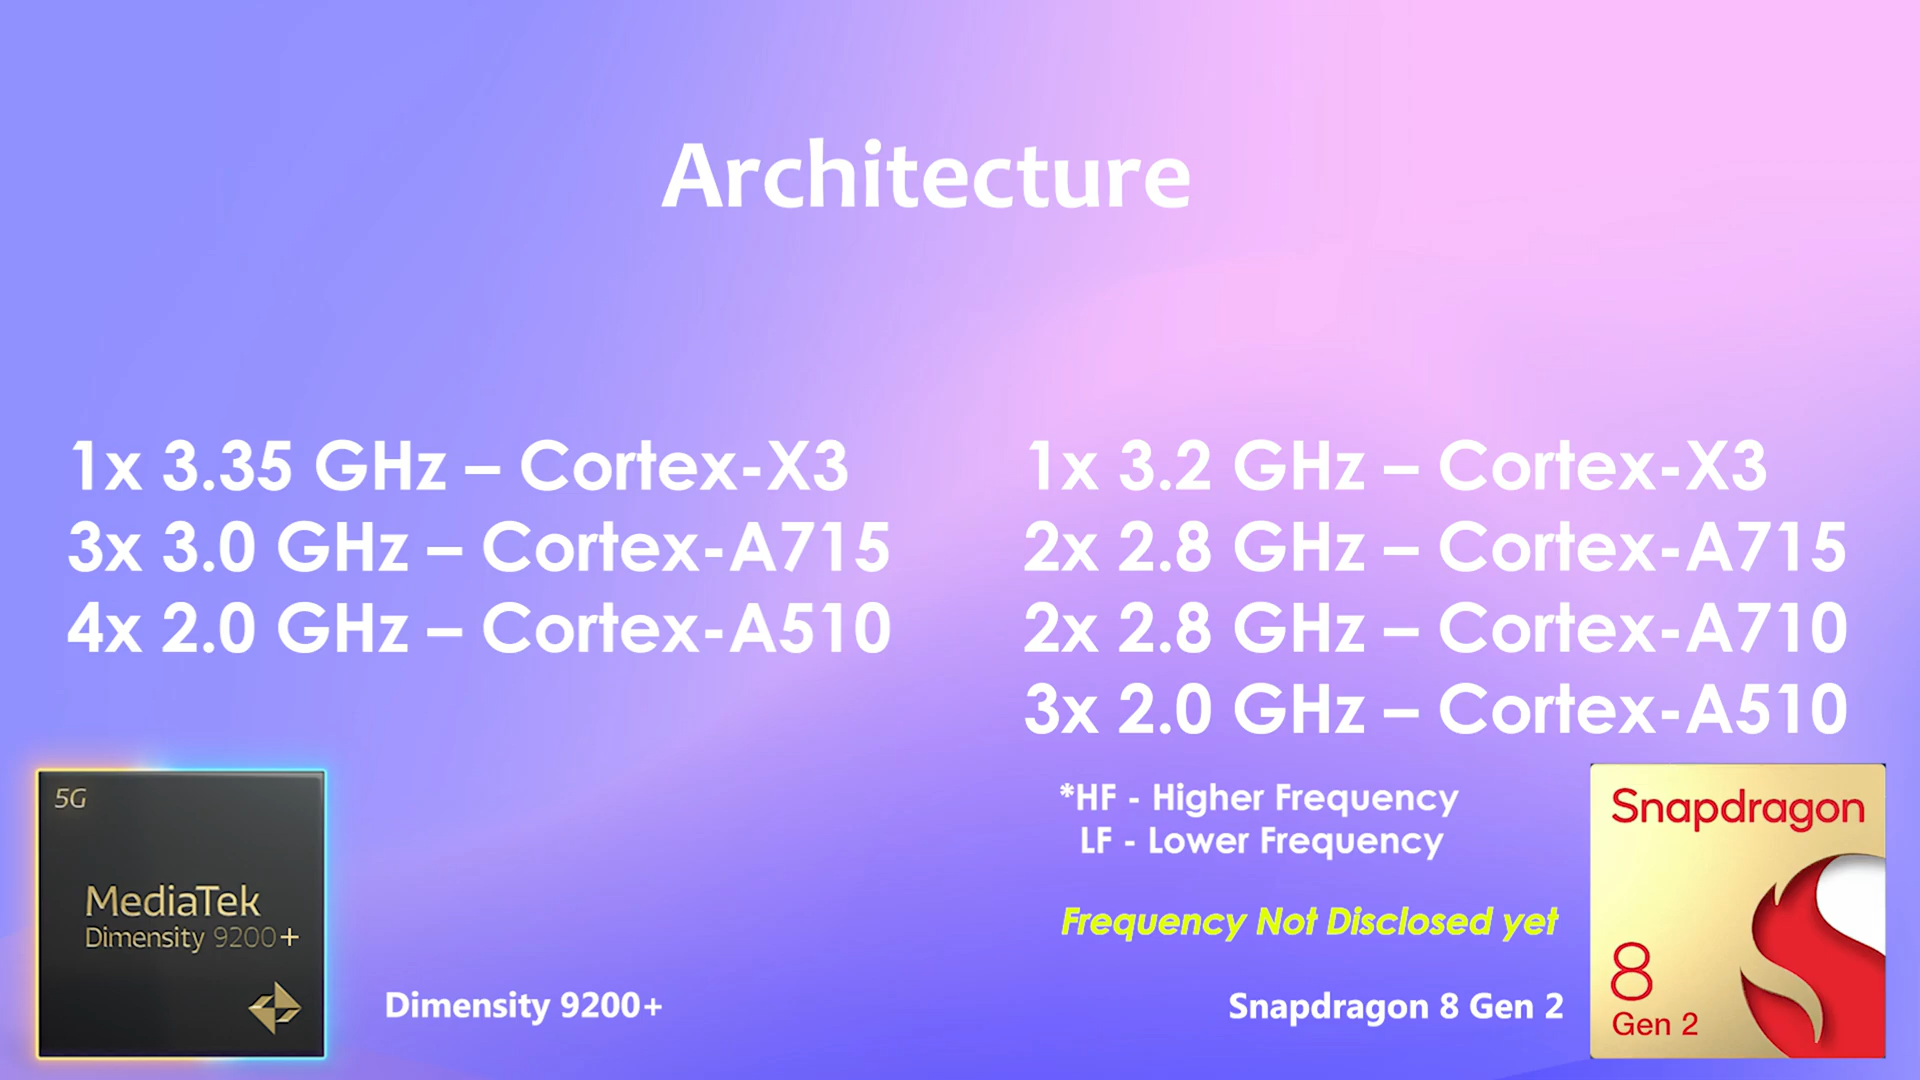 Architecture
1x 3.35 GHz – Cortex-X3
3x 3.0 GHz – Cortex-A715
4x 2.0 GHz – Cortex-A510
1x 3.2 GHz – Cortex-X3
2x 2.8 GHz – Cortex-A715
2x 2.8 GHz – Cortex-A710
3x 2.0 GHz – Cortex-A510
*HF - Higher Frequency
LF - Lower Frequency
Frequency Not Disclosed yet
5G
MediaTek
Dimensity 9200+
Dimensity 9200+
Snapdragon 8 Gen 2
Snapdragon
8
Gen 2